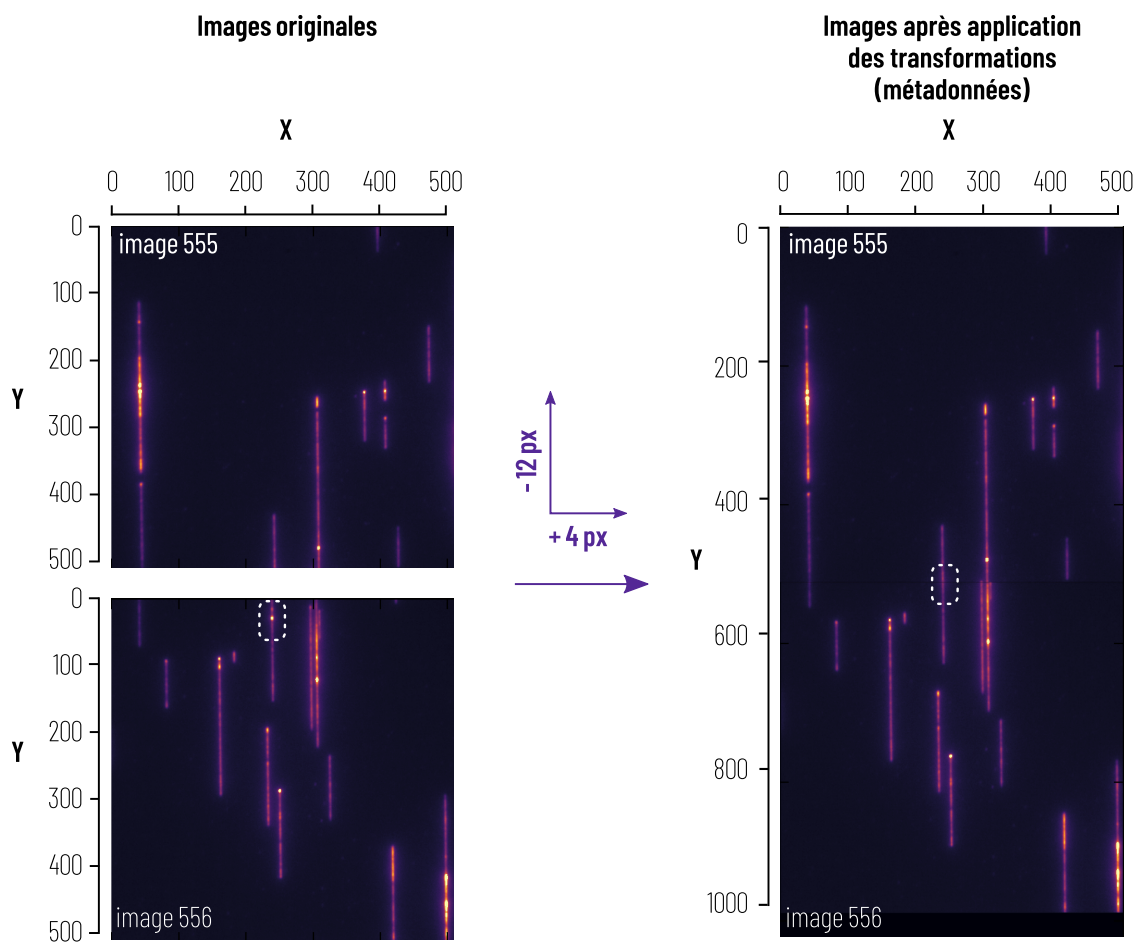 Images originales
X
0 100 200 300 400 500
Y
0
100
200
300
400
500
image 555
Y
0
100
200
300
400
500
image 556
- 12 px
+ 4 px
Images après application
des transformations
(métadonnées)
X
0 100 200 300 400 500
Y
0
200
400
600
800
1000
image 555
image 556